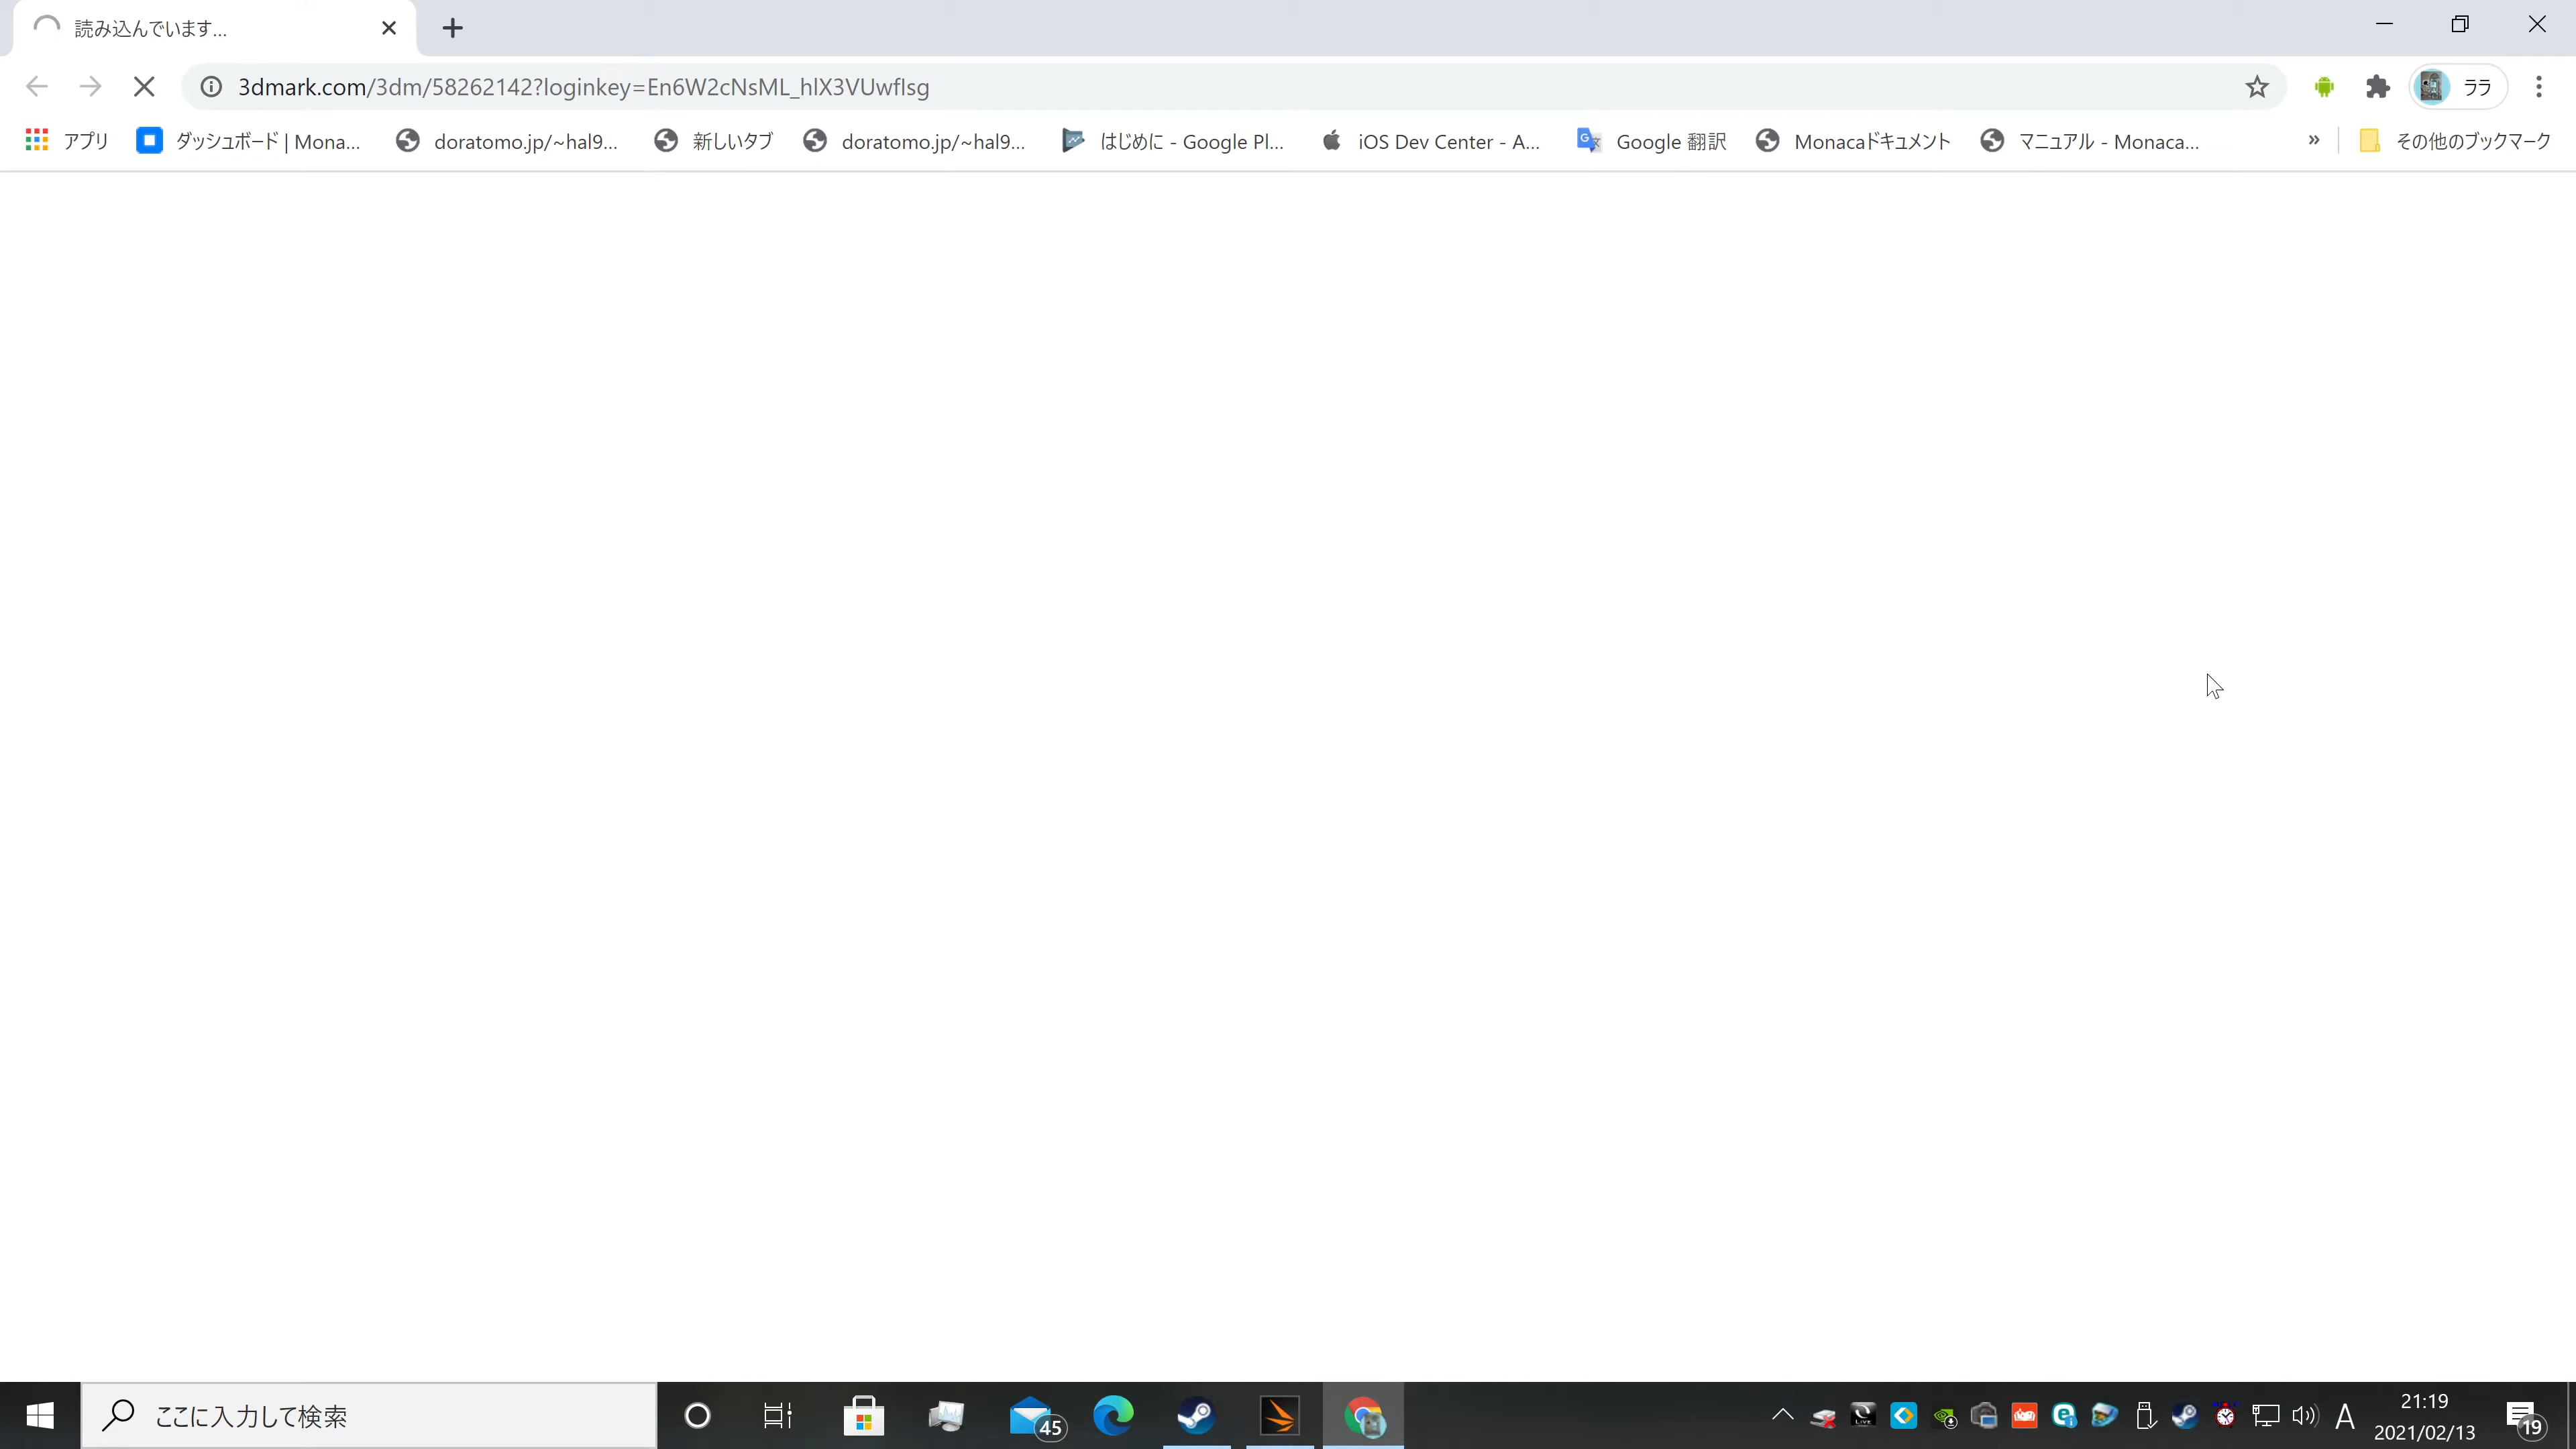 読み込んでいます...
3dmark.com/3dm/58262142?loginkey=En6W2cNsML_hlX3VUwfIsg
ララ
アプリ
ダッシュボード | Mona...
doratomo.jp/~hal9...
新しいタブ
doratomo.jp/~hal9...
はじめに - Google Pl...
iOS Dev Center - A...
Google 翻訳
Monacaドキュメント
マニュアル - Monaca...
»
その他のブックマーク
ここに入力して検索
45
A
21:19
2021/02/13
19